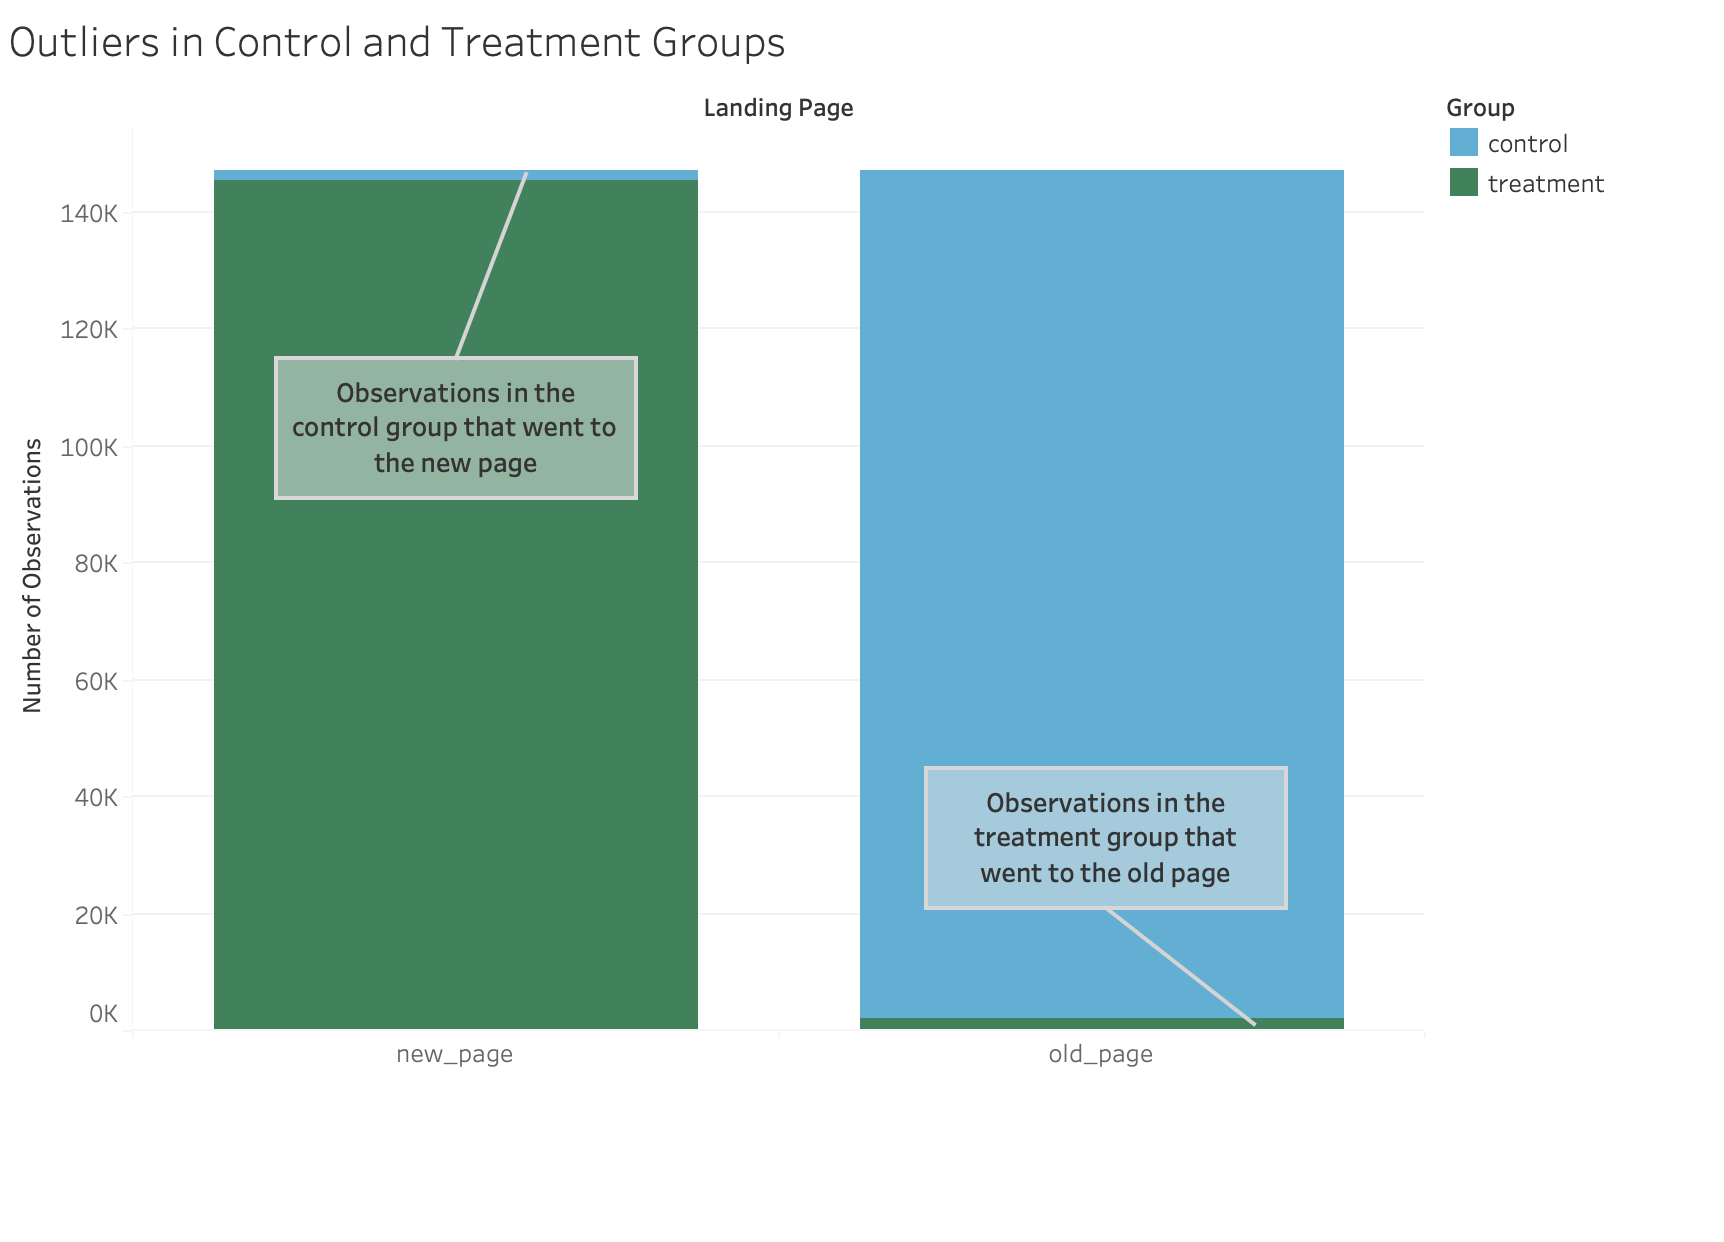 Outliers in Control and Treatment Groups
Landing Page
Group
control
treatment
Number of Observations
140K
120K
100K
80K
60K
40K
20K
0K
Observations in the
control group that went to
the new page
Observations in the
treatment group that
went to the old page
new_page
old_page